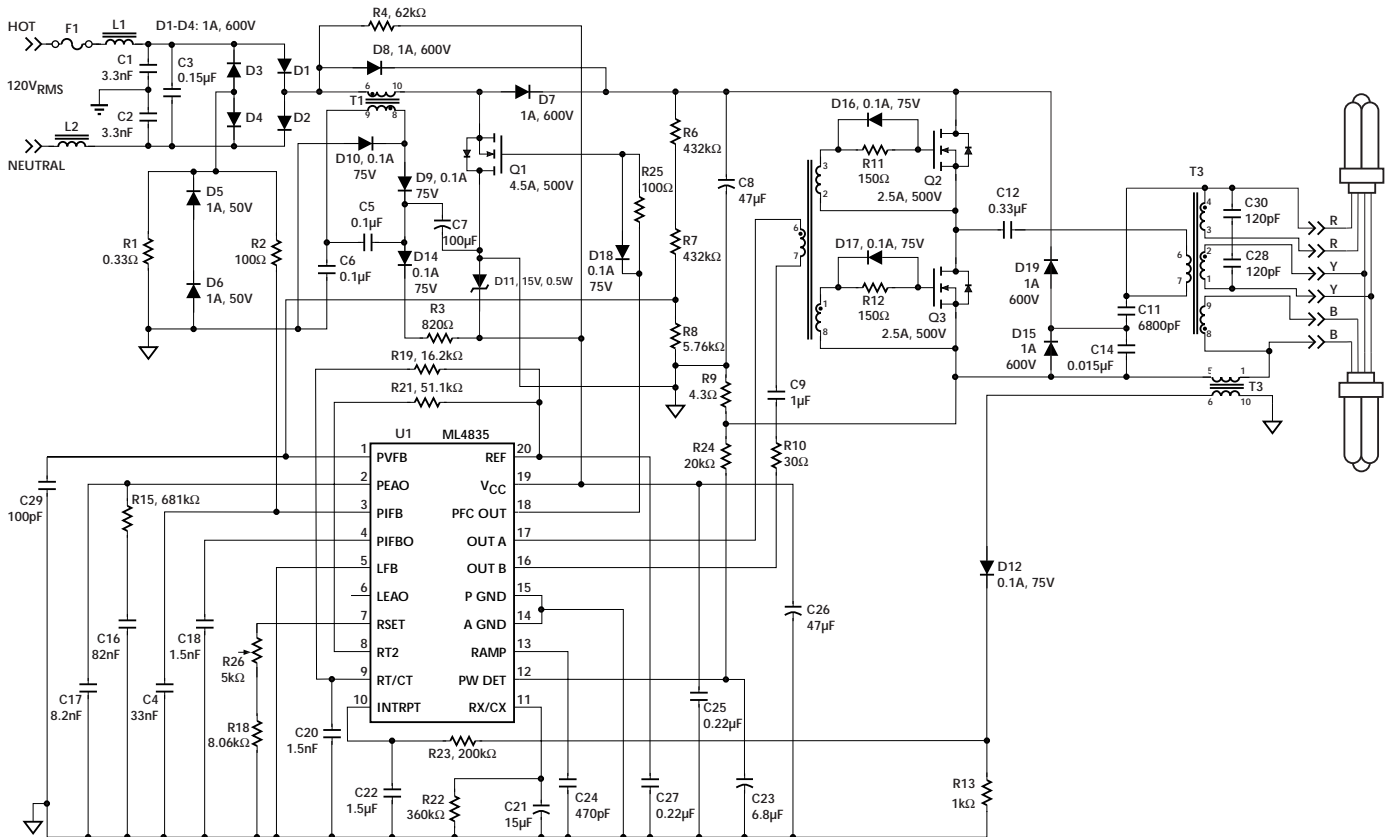 HOT
F1
L1
D1-D4: 1A, 600V
R4, 62kΩ
D8, 1A, 600V
C1
3.3nF
C3
0.15µF
D3
D1
120VRMS
C2
3.3nF
D4
D2
L2
NEUTRAL
6
10
T1
9
8
D7
1A, 600V
D10, 0.1A
75V
D9, 0.1A
75V
Q1
4.5A, 500V
R25
100Ω
R6
432kΩ
C8
47µF
D16, 0.1A, 75V
3
2
R11
150Ω
Q2
2.5A, 500V
C12
0.33µF
T3
4
3
2
1
9
8
6
7
C30
120pF
C28
120pF
R
R
Y
Y
B
B
D5
1A, 50V
R1
0.33Ω
R2
100Ω
D6
1A, 50V
C5
0.1µF
C6
0.1µF
C7
100µF
D14
0.1A
75V
D11, 15V, 0.5W
D18
0.1A
75V
R7
432kΩ
6
7
D17, 0.1A, 75V
1
8
R12
150Ω
Q3
2.5A, 500V
D19
1A
600V
D15
1A
600V
C11
6800pF
C14
0.015µF
R3
820Ω
R8
5.76kΩ
R19, 16.2kΩ
R21, 51.1kΩ
R9
4.3Ω
C9
1µF
5
1
T3
6
10
R24
20kΩ
R10
30Ω
U1
ML4835
1
PVFB
REF
20
2
PEAO
VCC
19
3
PIFB
PFC OUT
18
4
PIFBO
OUT A
17
5
LFB
OUT B
16
6
LEAO
P GND
15
7
RSET
A GND
14
8
RT2
RAMP
13
9
RT/CT
PW DET
12
10
INTRPT
RX/CX
11
C29
100pF
R15, 681kΩ
C16
82nF
C18
1.5nF
R26
5kΩ
C17
8.2nF
C4
33nF
R18
8.06kΩ
C20
1.5nF
C22
1.5µF
R23, 200kΩ
R22
360kΩ
C21
15µF
C24
470pF
C27
0.22µF
C25
0.22µF
C23
6.8µF
C26
47µF
D12
0.1A, 75V
R13
1kΩ